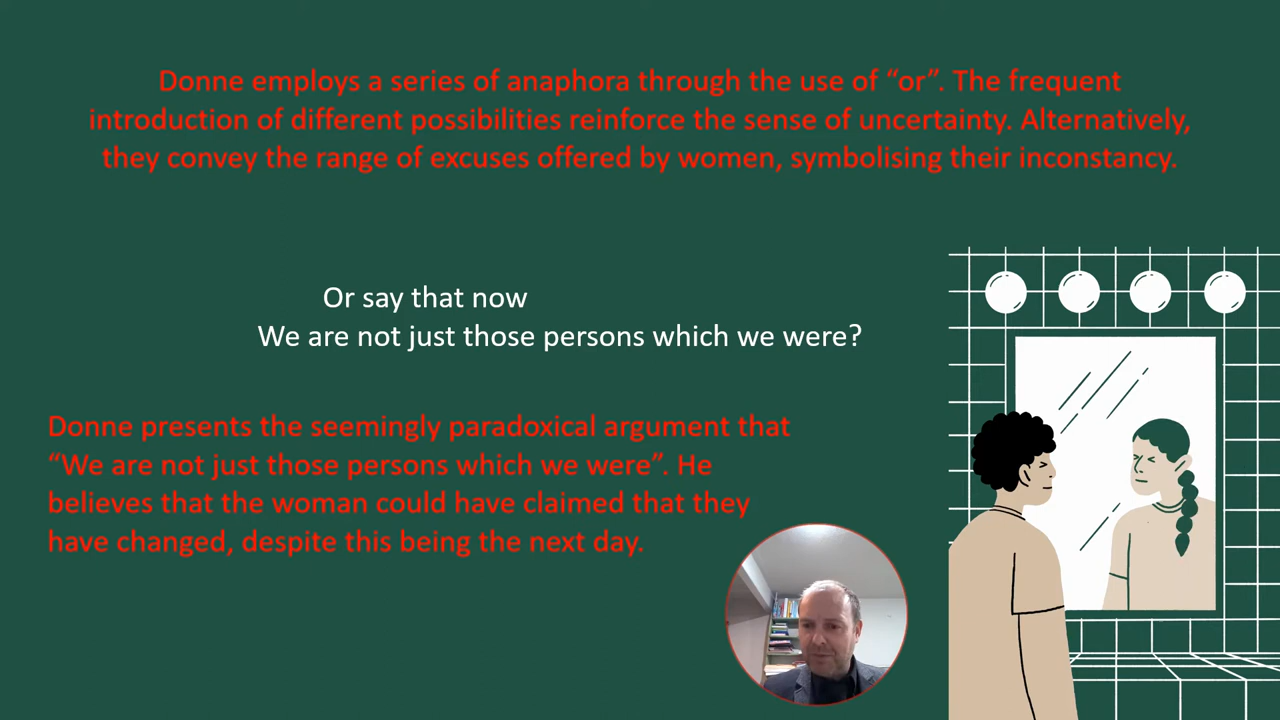 Donne employs a series of anaphora through the use of “or”. The frequent
introduction of different possibilities reinforce the sense of uncertainty. Alternatively,
they convey the range of excuses offered by women, symbolising their inconstancy.
Or say that now
We are not just those persons which we were?
Donne presents the seemingly paradoxical argument that
“We are not just those persons which we were”. He
believes that the woman could have claimed that they
have changed, despite this being the next day.